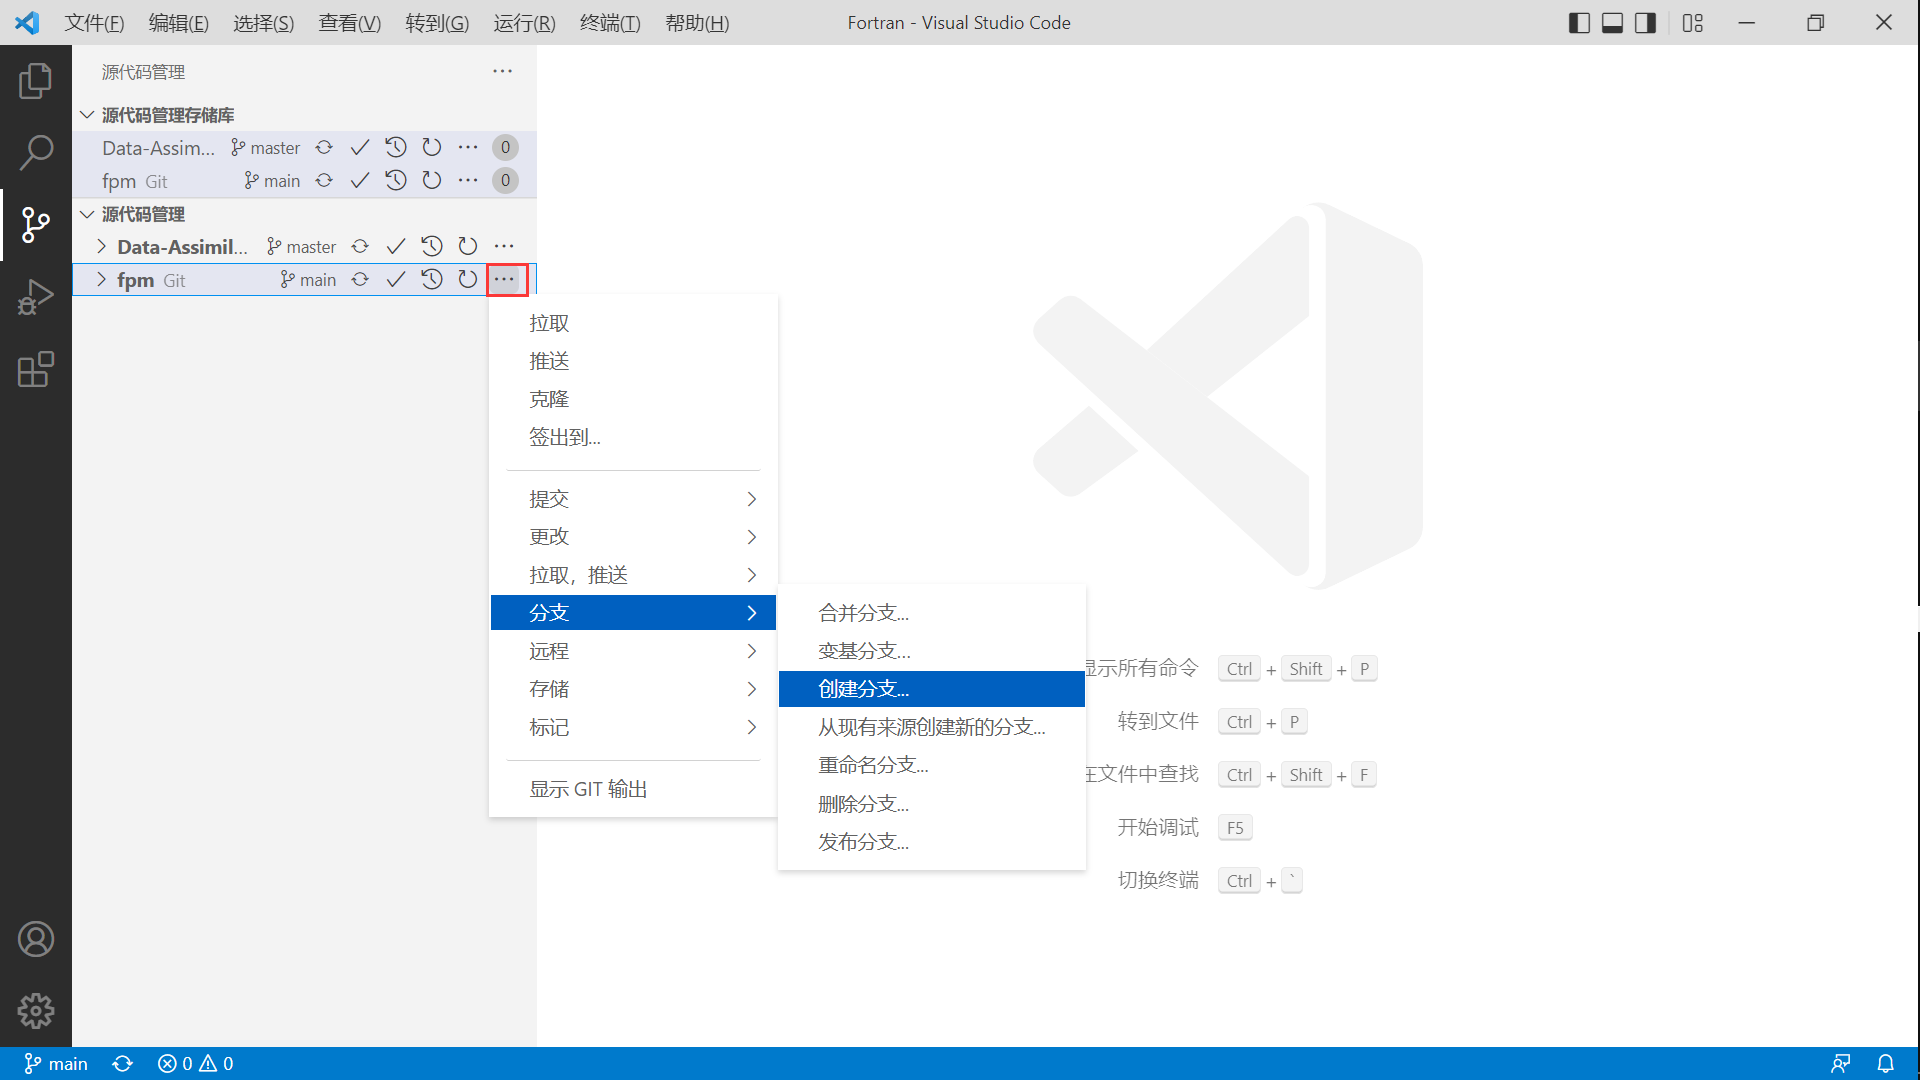 文件(F) 编辑(E) 选择(S) 查看(V) 转到(G) 运行(R) 终端(T) 帮助(H) Fortran - Visual Studio Code
源代码管理 ...
源代码管理存储库
Data-Assim... master ... 0
fpm Git main ... 0
源代码管理
Data-Assimil... master ...
fpm Git main ...
拉取
推送
克隆
签出到...
提交
更改
拉取，推送
分支
远程
存储
标记
显示 GIT 输出
合并分支...
变基分支...
创建分支...
从现有来源创建新的分支...
重命名分支...
删除分支...
发布分支...
显示所有命令 Ctrl + Shift + P
转到文件 Ctrl + P
在文件中查找 Ctrl + Shift + F
开始调试 F5
切换终端 Ctrl + `
main 0 0